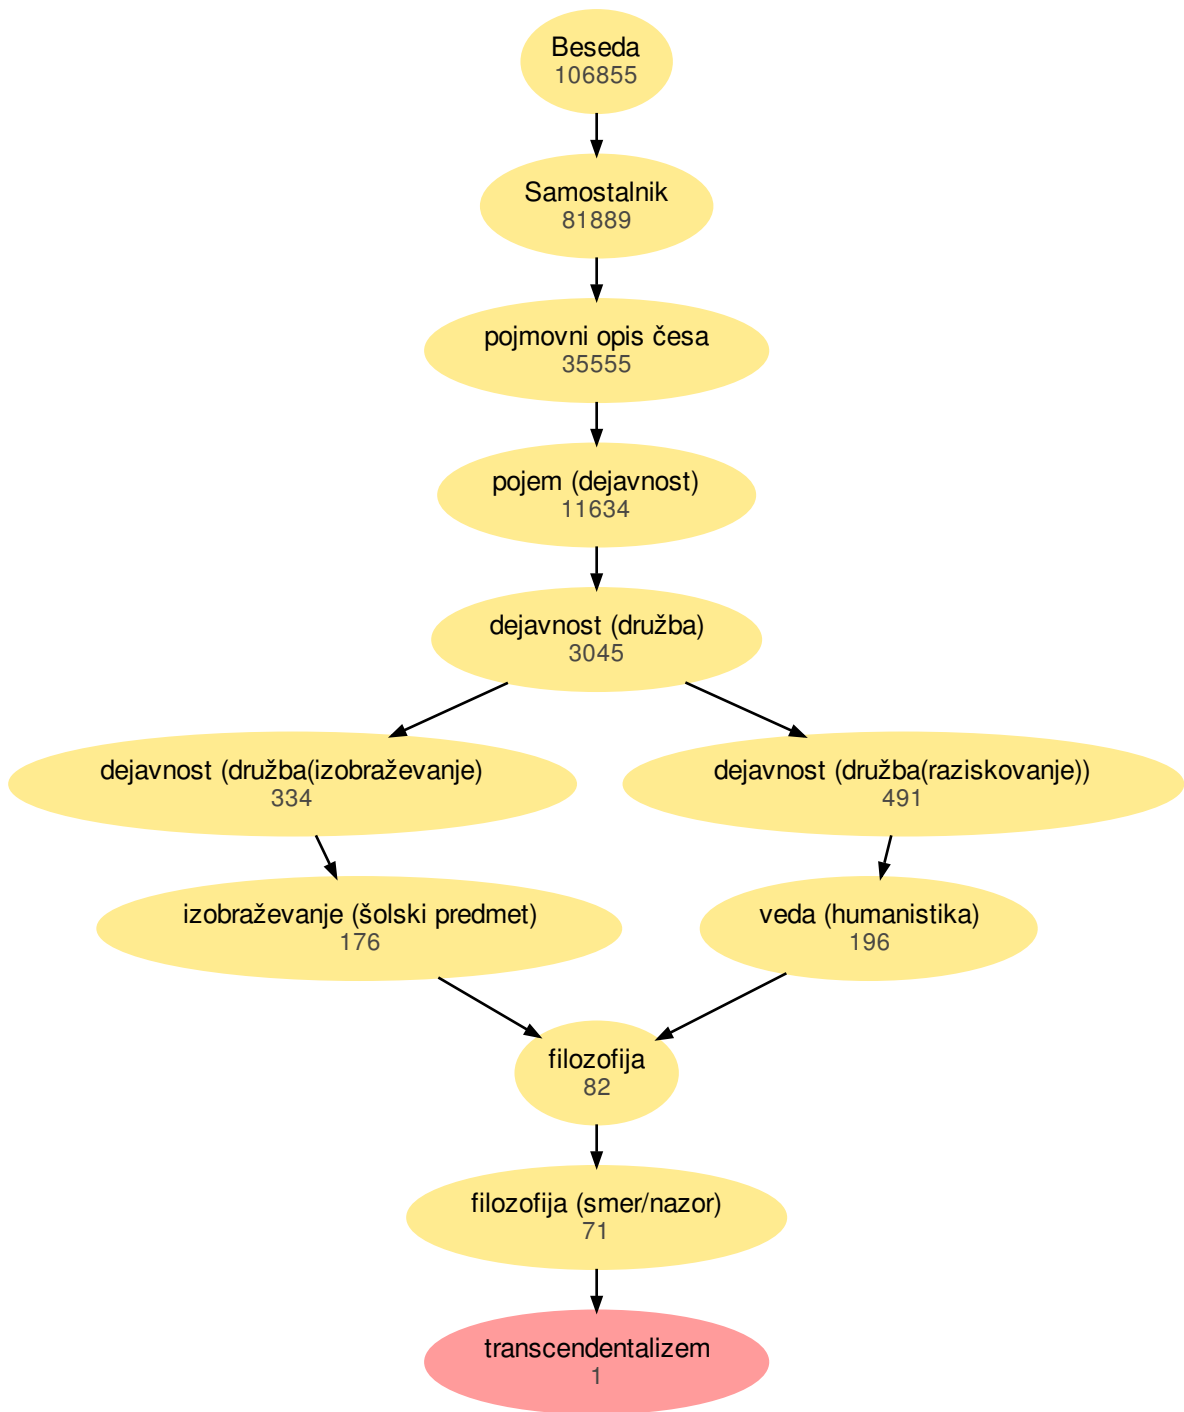 Beseda
106855
Samostalnik
81889
pojmovni opis česa
35555
pojem (dejavnost)
11634
dejavnost (družba)
3045
dejavnost (družba(izobraževanje)
334
dejavnost (družba(raziskovanje))
491
izobraževanje (šolski predmet)
176
veda (humanistika)
196
filozofija
82
filozofija (smer/nazor)
71
transcendentalizem
1